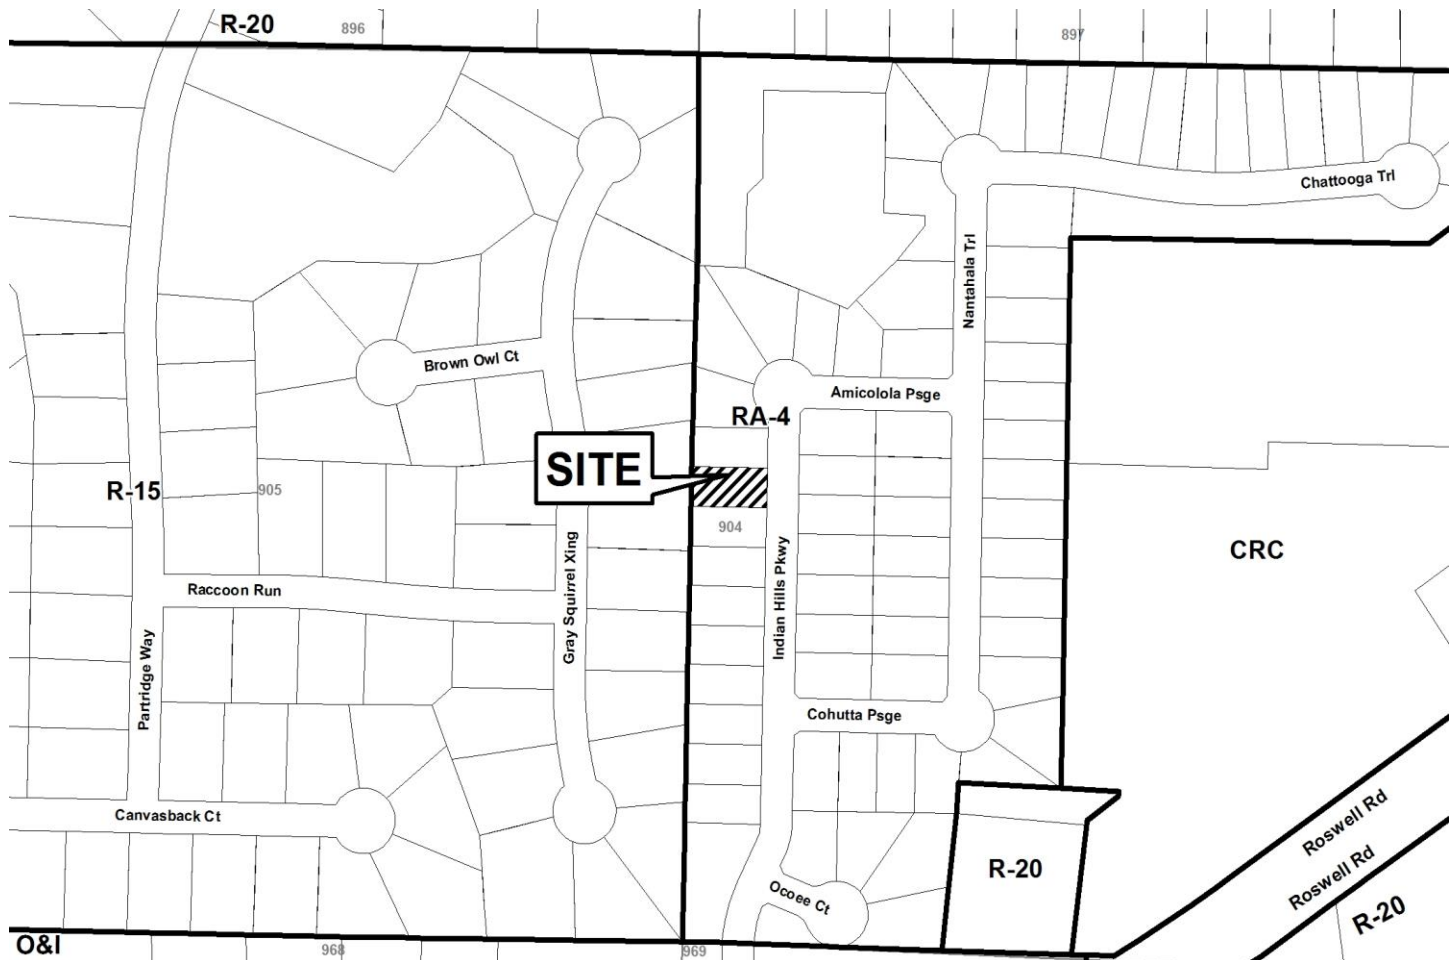 R-20
896
897
Chattooga Trl
Nantahala Trl
Brown Owl Ct
Amicolola Psge
RA-4
SITE
R-15
905
904
CRC
Indian Hills Pkwy
Gray Squirrel Xing
Raccoon Run
Partridge Way
Cohutta Psge
Canvasback Ct
Roswell Rd
Roswell Rd
R-20
Ocoee Ct
R-20
O&I
968
969